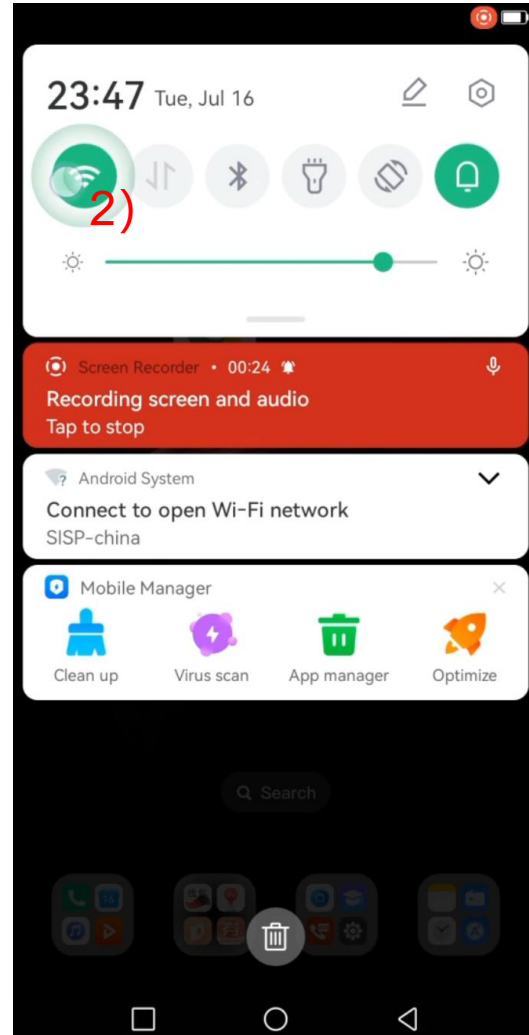 23:47 Tue, Jul 16
2)
Screen Recorder • 00:24
Recording screen and audio
Tap to stop
Android System
Connect to open Wi-Fi network
SISP-china
Mobile Manager
Clean up Virus scan App manager Optimize
Search